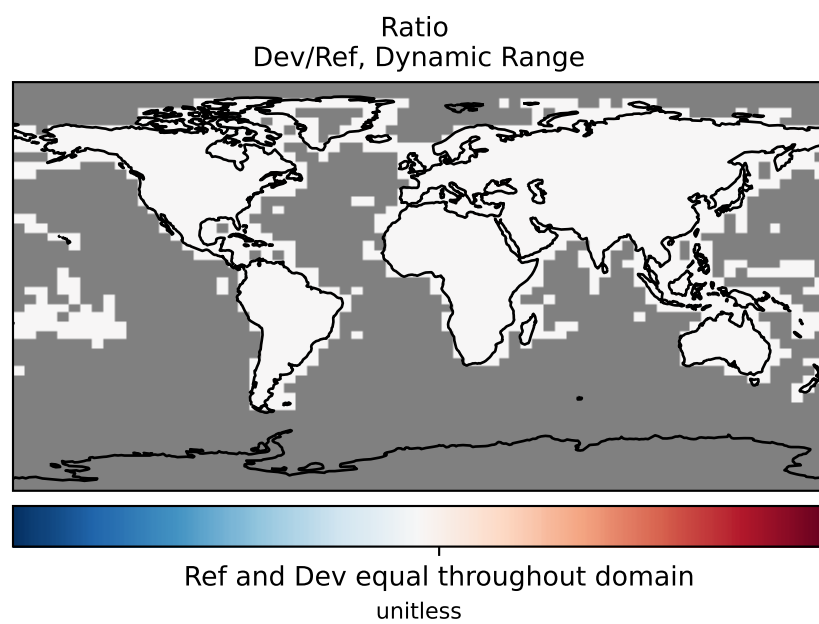 Ratio
Dev/Ref, Dynamic Range
Ref and Dev equal throughout domain
unitless